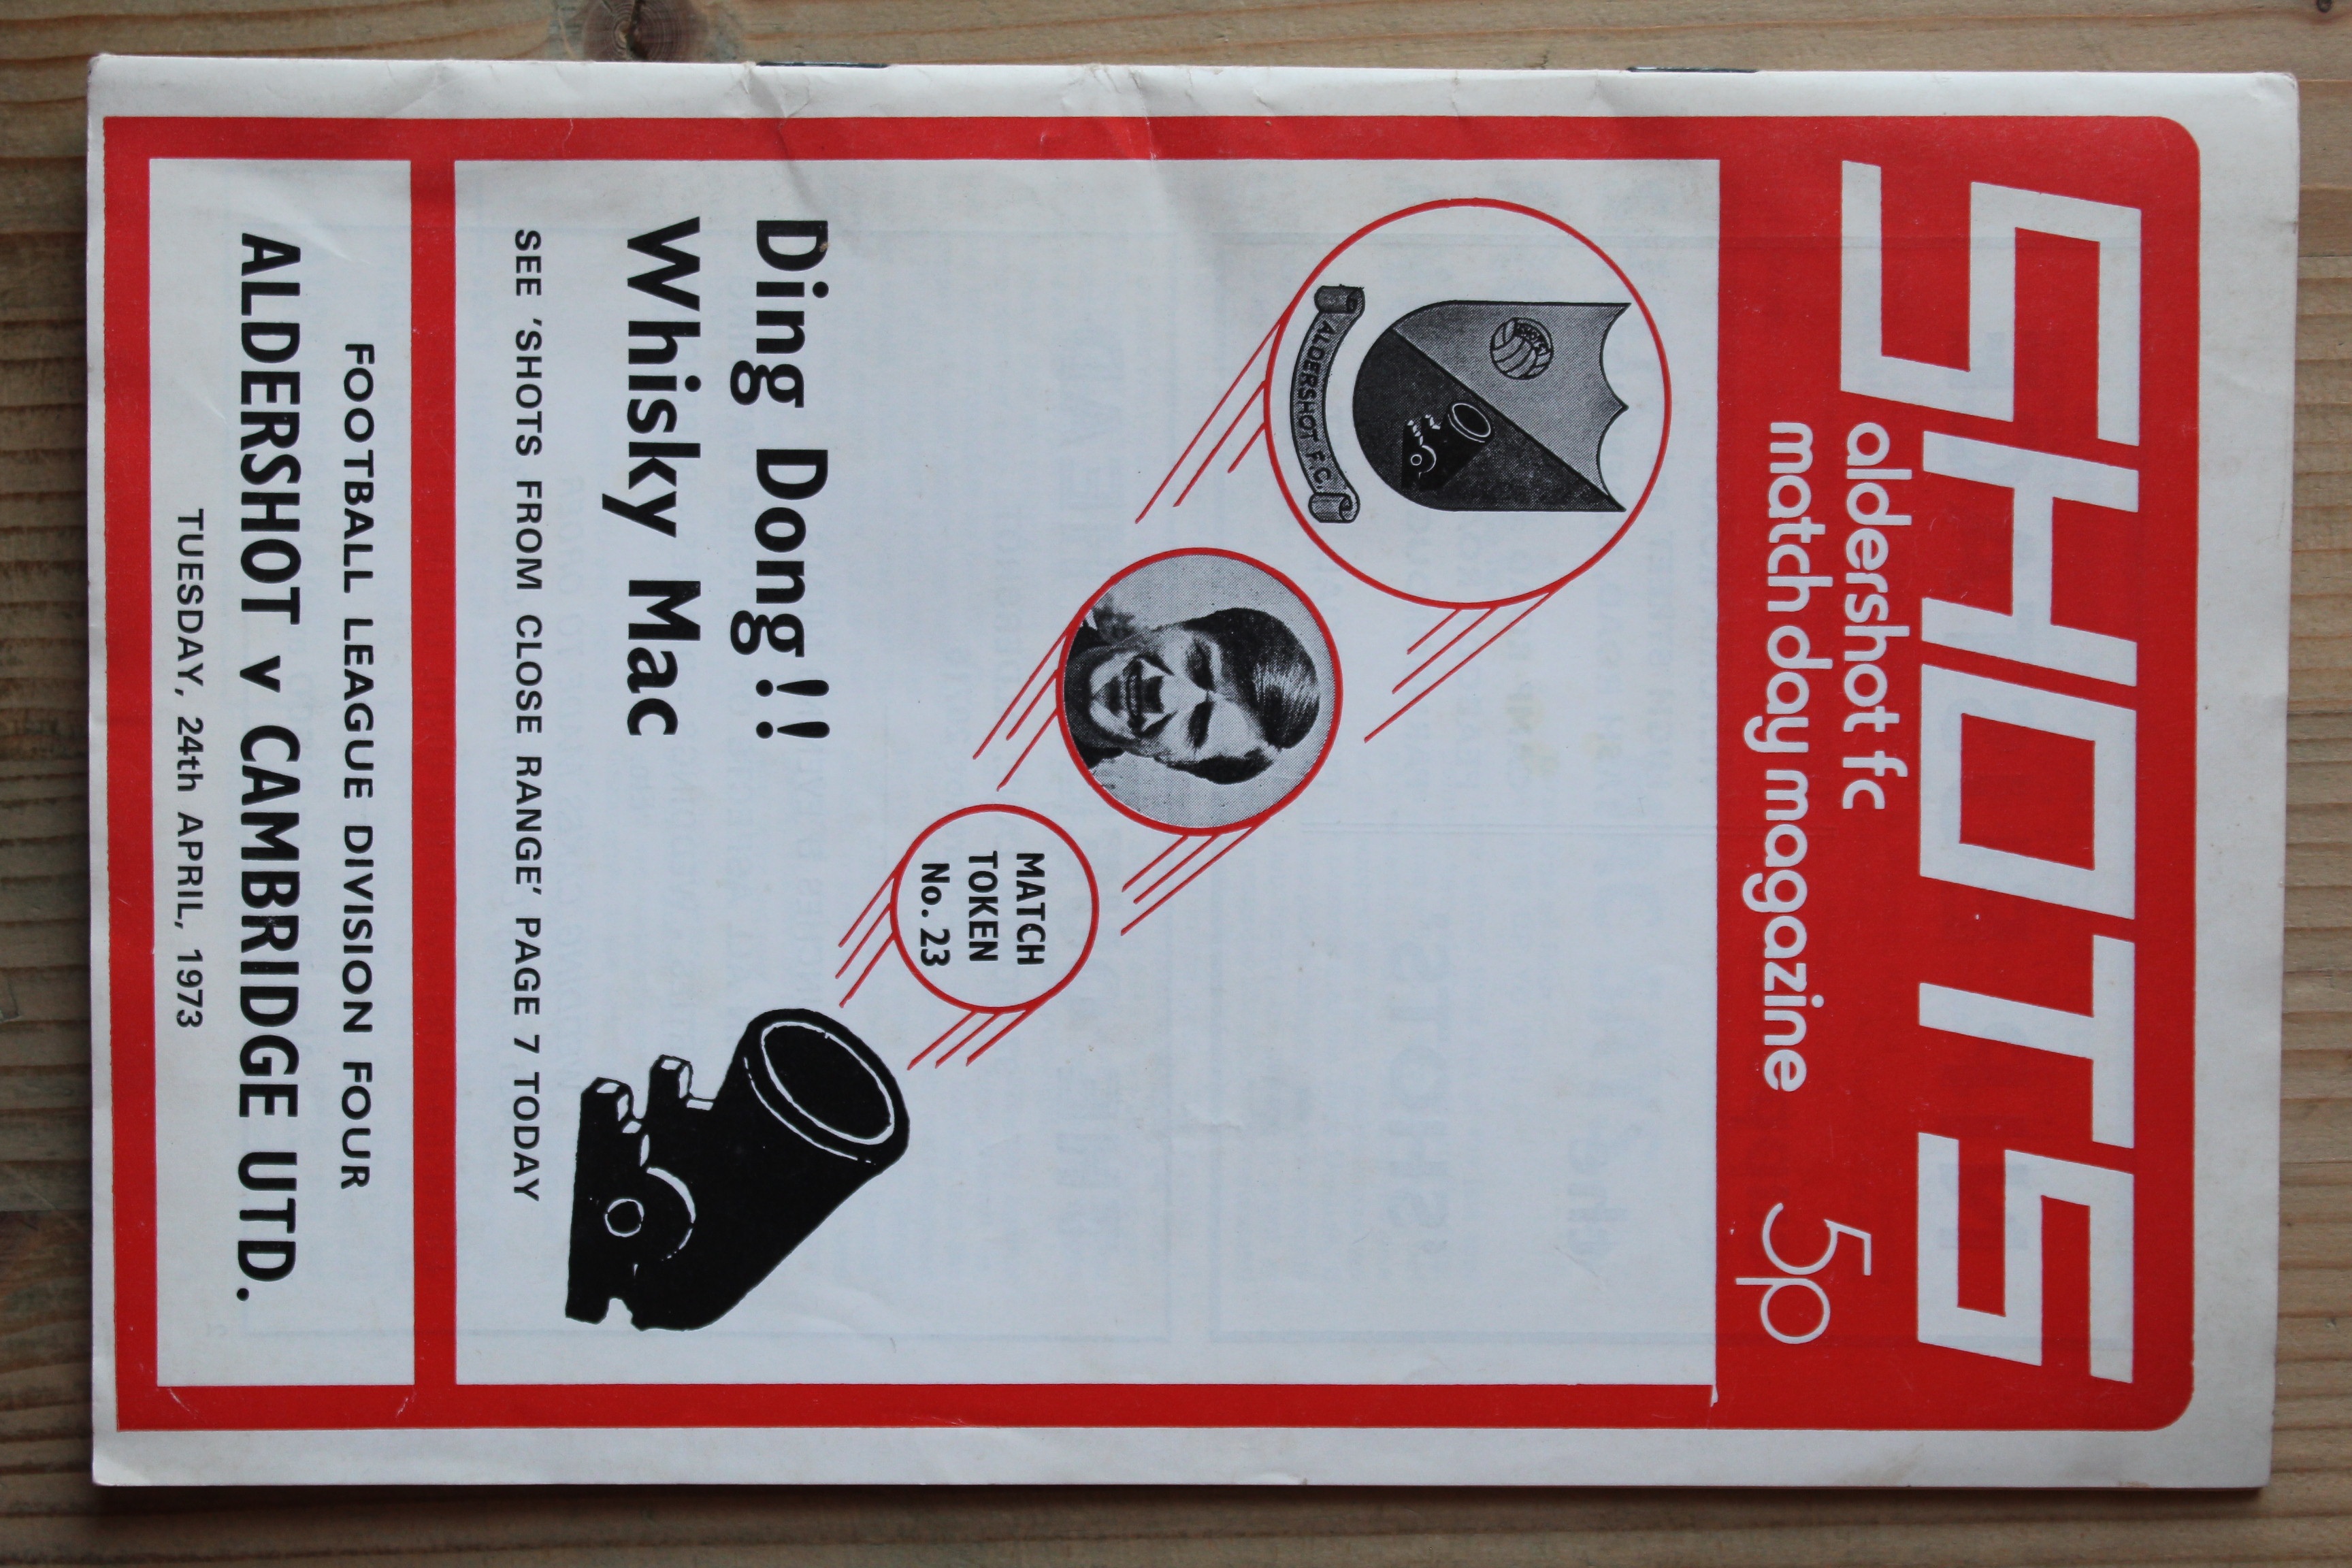 SHOTS
aldershot fc
match day magazine 5p
ALDERSHOT F.C.
MATCH
TOKEN
No. 23
Ding Dong!!
Whisky Mac
SEE 'SHOTS FROM CLOSE RANGE' PAGE 7 TODAY
FOOTBALL LEAGUE DIVISION FOUR
ALDERSHOT v CAMBRIDGE UTD.
TUESDAY, 24th APRIL, 1973